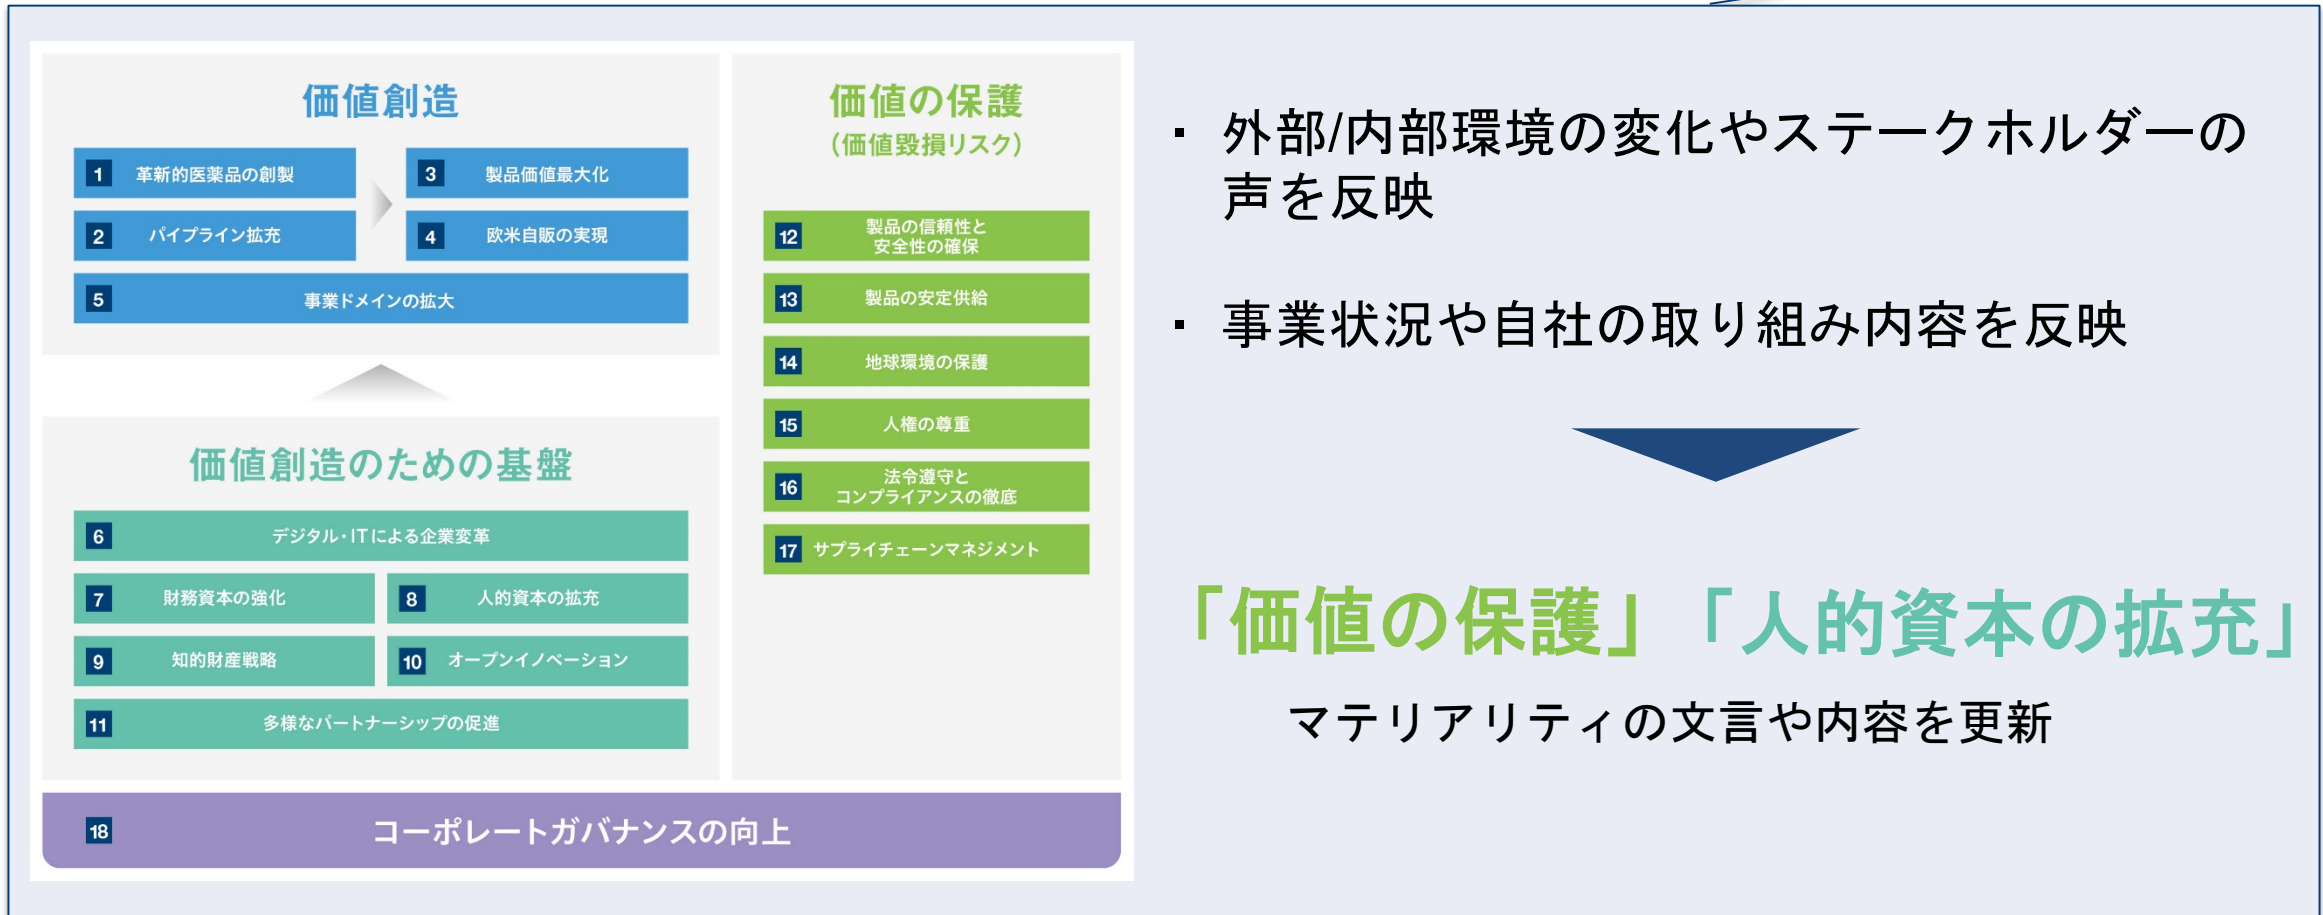 価値創造
1 革新的医薬品の創製
2 パイプライン拡充
3 製品価値最大化
4 欧米自販の実現
5 事業ドメインの拡大
価値創造のための基盤
6 デジタル・ITによる企業変革
7 財務資本の強化
8 人的資本の拡充
9 知的財産戦略
10 オープンイノベーション
11 多様なパートナーシップの促進
価値の保護
（価値毀損リスク）
12 製品の信頼性と
安全性の確保
13 製品の安定供給
14 地球環境の保護
15 人権の尊重
16 法令遵守と
コンプライアンスの徹底
17 サプライチェーンマネジメント
18 コーポレートガバナンスの向上
・ 外部/内部環境の変化やステークホルダーの
声を反映
・ 事業状況や自社の取り組み内容を反映
「価値の保護」「人的資本の拡充」
マテリアリティの文言や内容を更新